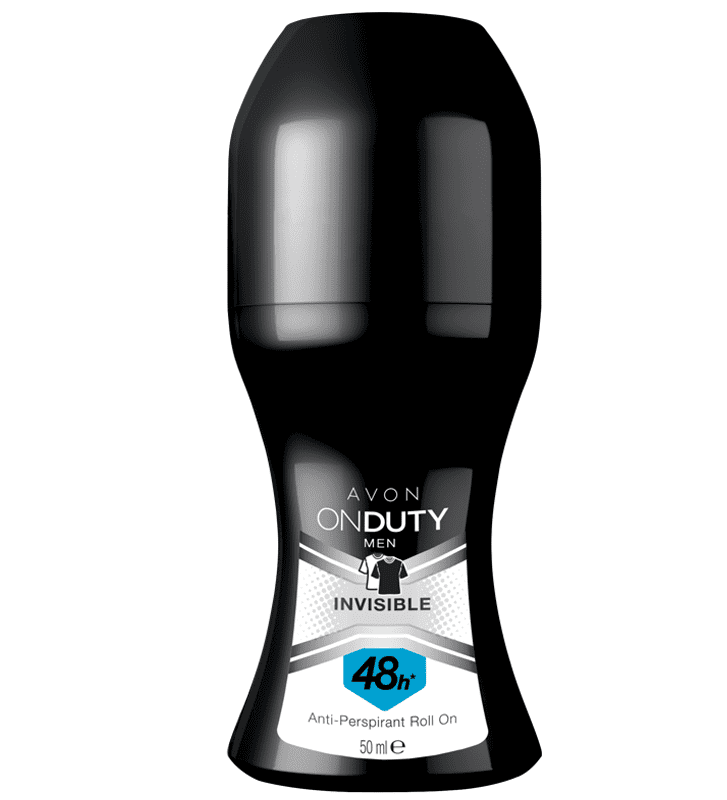 AVON
ONDUTY
MEN
INVISIBLE
48h*
Anti-Perspirant Roll On
50 ml ℮